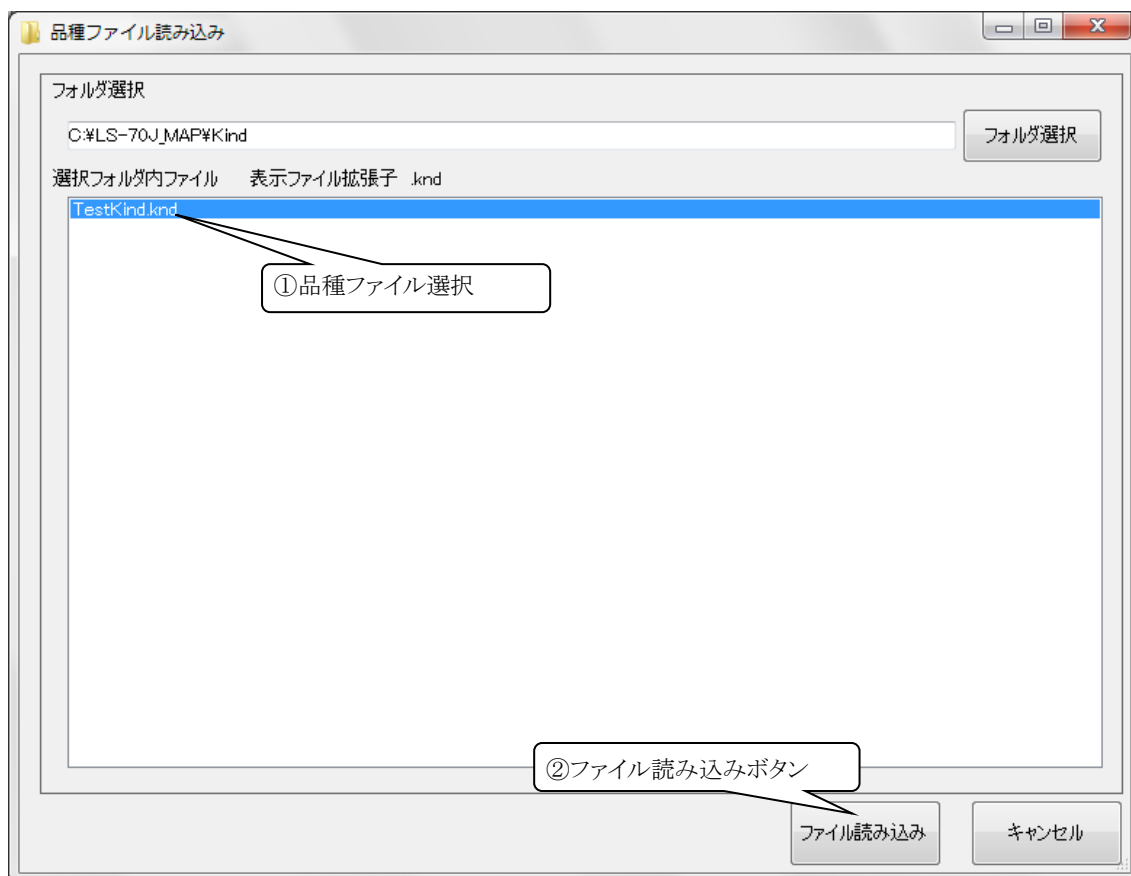 品種ファイル読み込み
フォルダ選択
C:¥LS-70J_MAP¥Kind
フォルダ選択
選択フォルダ内ファイル 表示ファイル拡張子 .knd
TestKind.knd
①品種ファイル選択
②ファイル読み込みボタン
ファイル読み込み
キャンセル